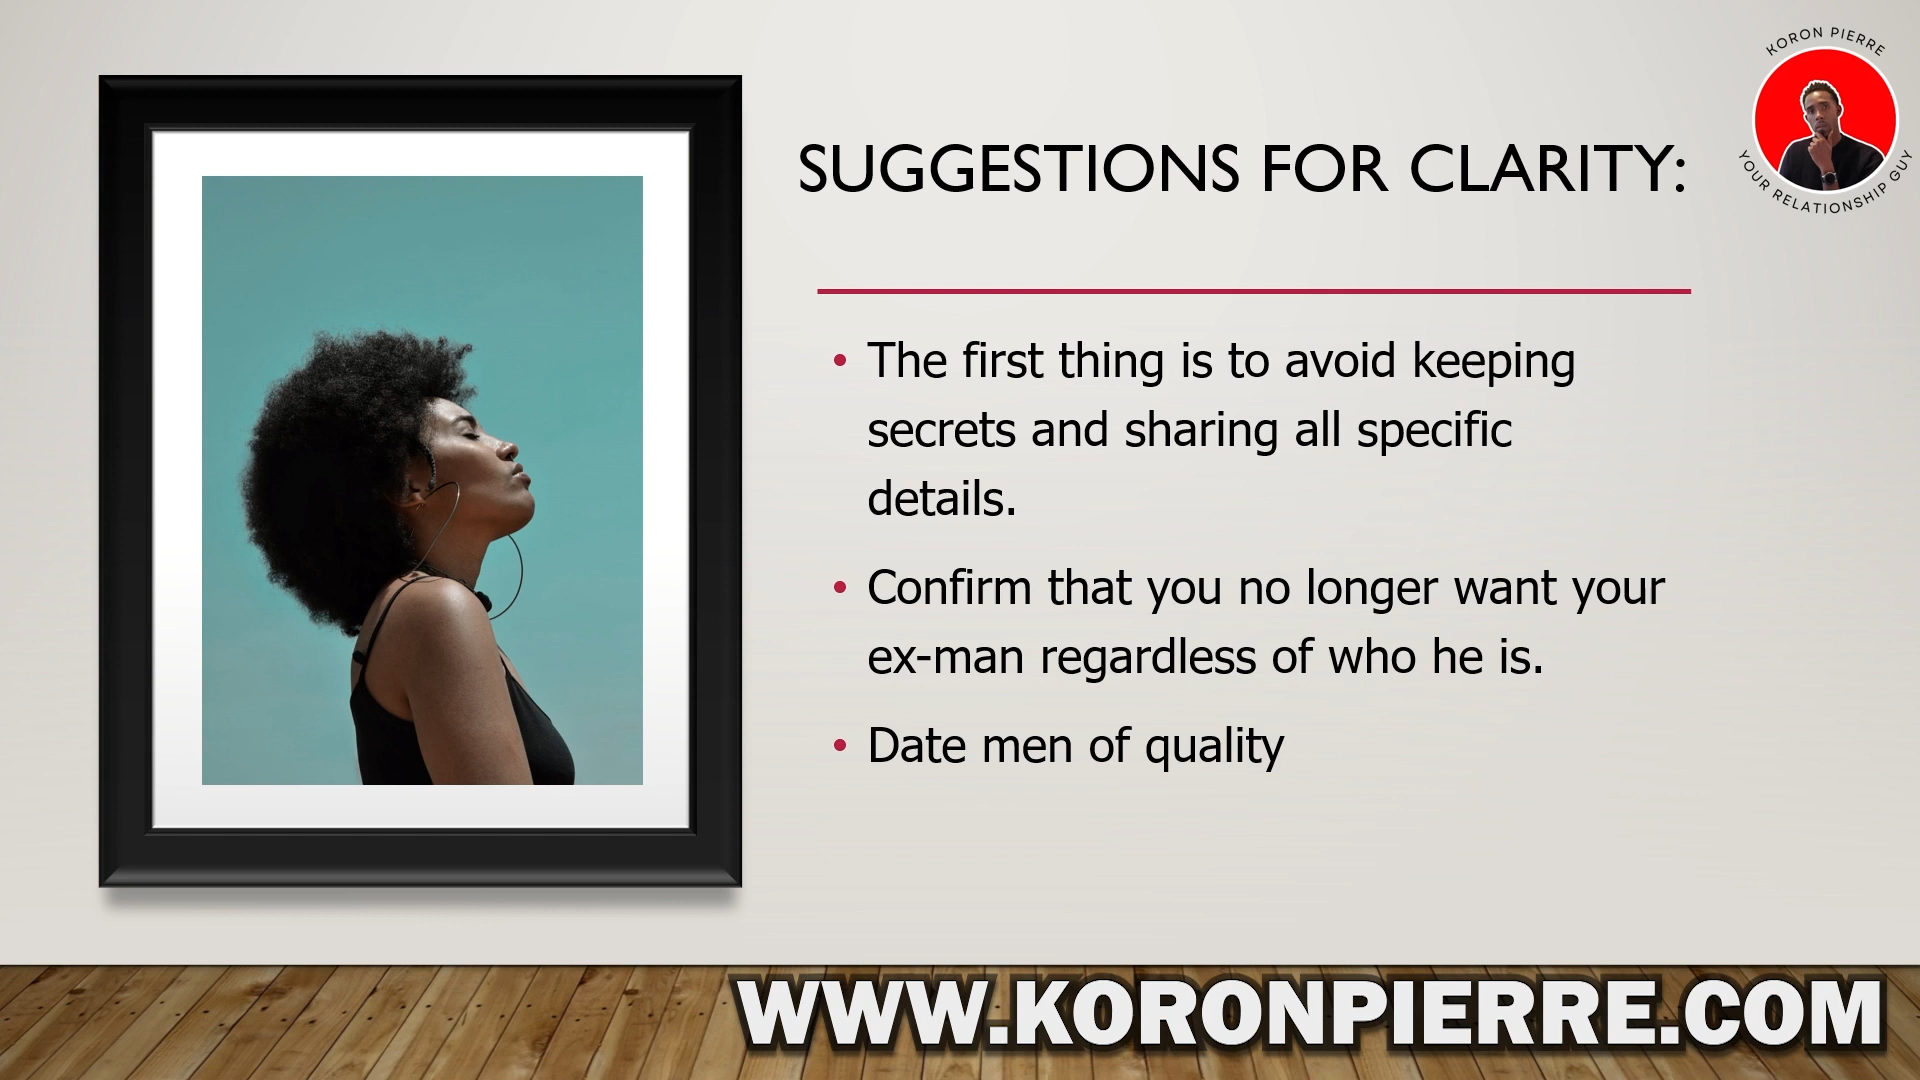 KORON PIERRE
YOUR RELATIONSHIP GUY
SUGGESTIONS FOR CLARITY:
• The first thing is to avoid keeping
secrets and sharing all specific
details.
• Confirm that you no longer want your
ex-man regardless of who he is.
• Date men of quality
WWW.KORONPIERRE.COM